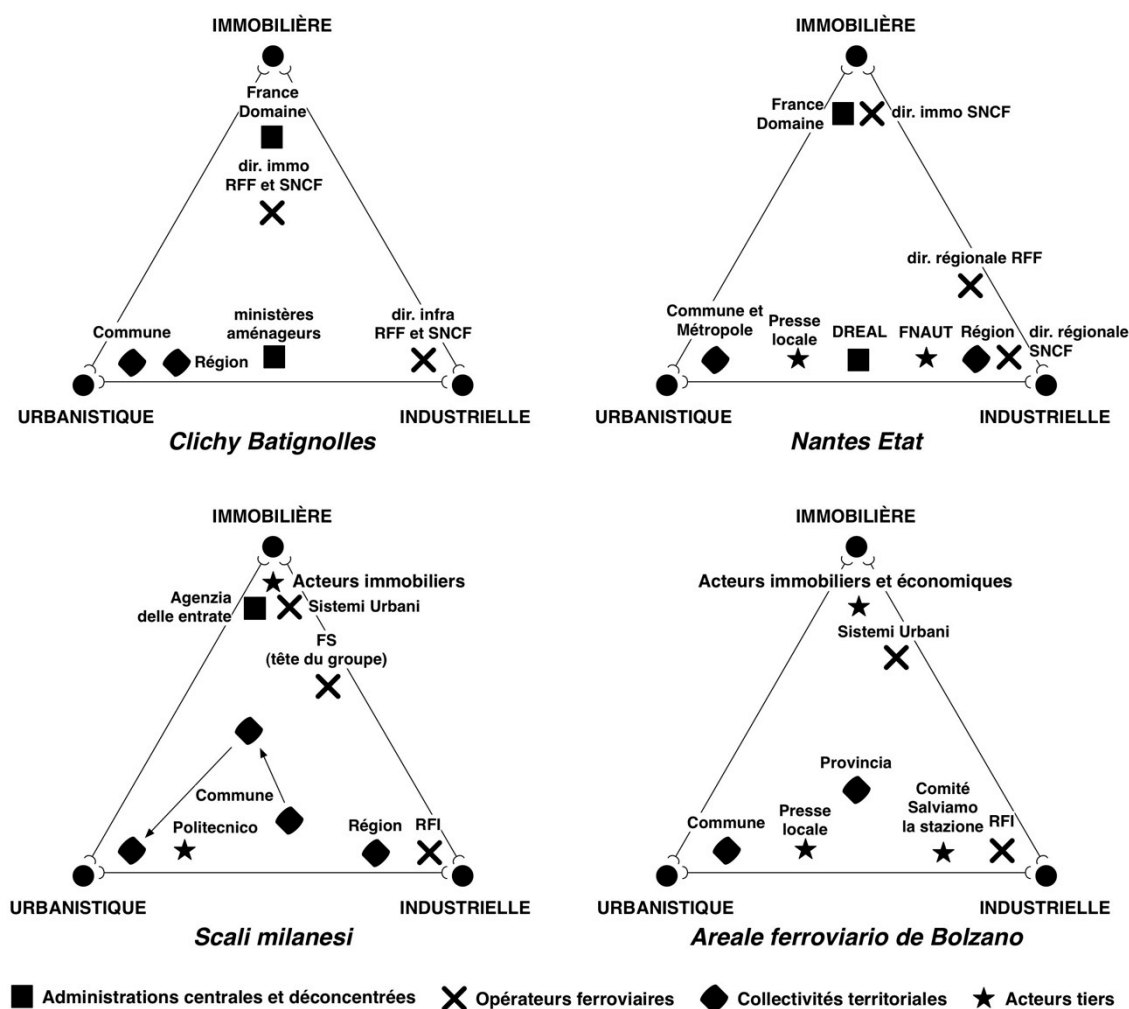 IMMOBILIÈRE
France
Domaine
dir. immo
RFF et SNCF
Commune
Région
ministères
aménageurs
dir. infra
RFF et SNCF
URBANISTIQUE
INDUSTRIELLE
Clichy Batignolles
IMMOBILIÈRE
France
Domaine
dir. immo SNCF
dir. régionale RFF
Commune et
Métropole
Presse
locale
DREAL
FNAUT
Région
dir. régionale
SNCF
URBANISTIQUE
INDUSTRIELLE
Nantes Etat
IMMOBILIÈRE
Acteurs immobiliers
Agenzia
delle entrate
Sistemi Urbani
FS
(tête du groupe)
Commune
Politecnico
Région
RFI
URBANISTIQUE
INDUSTRIELLE
Scali milanesi
IMMOBILIÈRE
Acteurs immobiliers et économiques
Sistemi Urbani
Provincia
Commune
Presse
locale
Comité
Salviamo
la stazione
RFI
URBANISTIQUE
INDUSTRIELLE
Areale ferroviario de Bolzano
Administrations centrales et déconcentrées
Opérateurs ferroviaires
Collectivités territoriales
Acteurs tiers